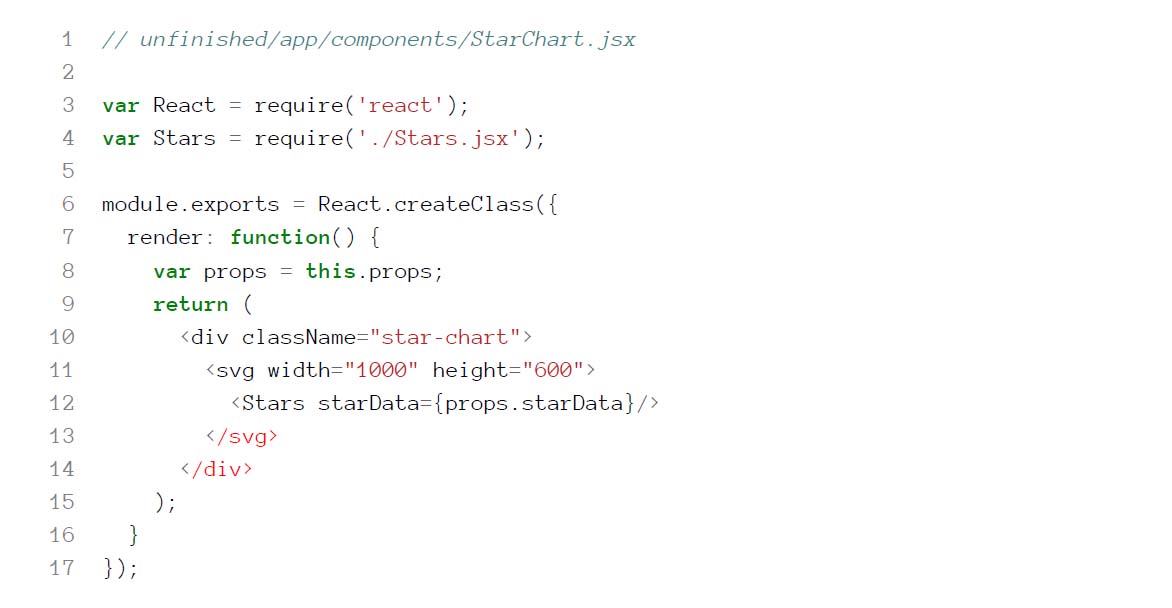 1 // unfinished/app/components/StarChart.jsx
2
3 var React = require('react');
4 var Stars = require('./Stars.jsx');
5
6 module.exports = React.createClass({
7   render: function() {
8     var props = this.props;
9     return (
10       <div className="star-chart">
11         <svg width="1000" height="600">
12           <Stars starData={props.starData}/>
13         </svg>
14       </div>
15     );
16   }
17 });